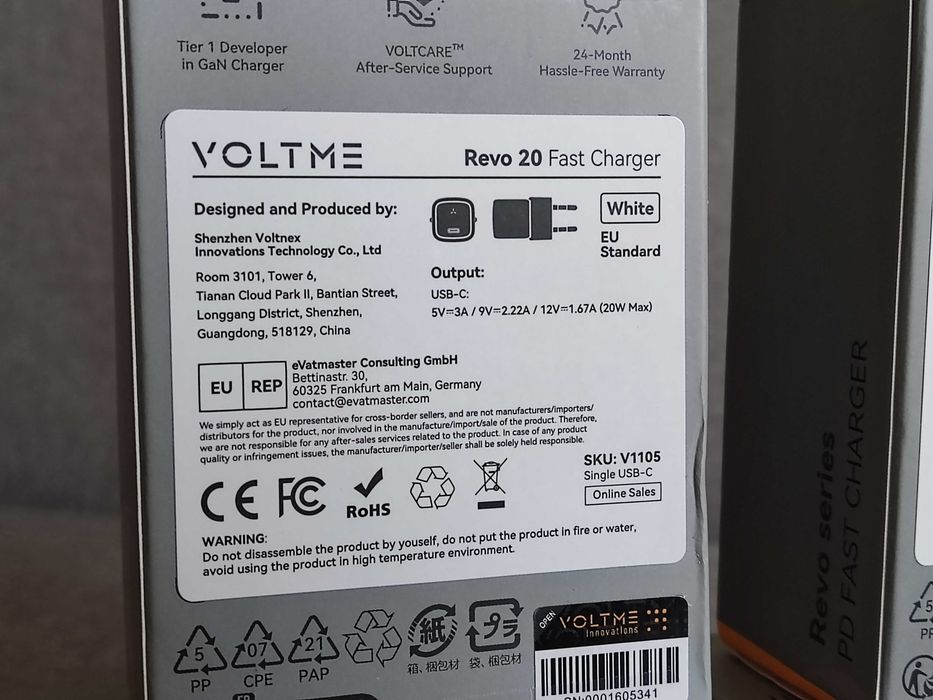 Tier 1 Developer
in GaN Charger
VOLTCARE™
After-Service Support
24-Month
Hassle-Free Warranty
VOLTME
Revo 20 Fast Charger
Designed and Produced by:
Shenzhen Voltnex
Innovations Technology Co., Ltd
Room 3101, Tower 6,
Tianan Cloud Park II, Bantian Street,
Longgang District, Shenzhen,
Guangdong, 518129, China
White
EU
Standard
Output:
USB-C:
5V⎓3A / 9V⎓2.22A / 12V⎓1.67A (20W Max)
EU REP
eVatmaster Consulting GmbH
Bettinastr. 30,
60325 Frankfurt am Main, Germany
contact@evatmaster.com
We simply act as EU representative for cross-border sellers, and are not manufacturers/importers/
distributors for the product, nor involved in the manufacture/import/sale of the product. Therefore,
we are not responsible for any after-sales services related to the product. In case of any product
quality or infringement issues, the manufacturer/importer/seller shall be solely held responsible.
CE FC RoHS
SKU: V1105
Single USB-C
Online Sales
WARNING:
Do not disassemble the product by youself, do not put the product in fire or water,
avoid using the product in high temperature environment.
5
PP
07
CPE
21
PAP
紙
箱、梱包材
プラ
袋、梱包材
OPEN
VOLTME
Innovations
SN:0001605341
Revo series
PD FAST CHARGER
5